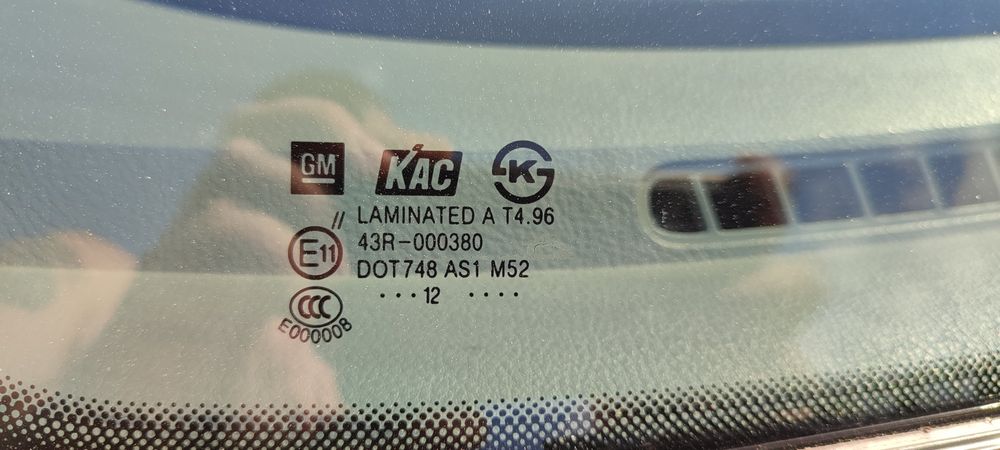 GM KAC K
// LAMINATED A T4.96
E11 43R-000380
DOT748 AS1 M52
CCC ···12 ····
E000008